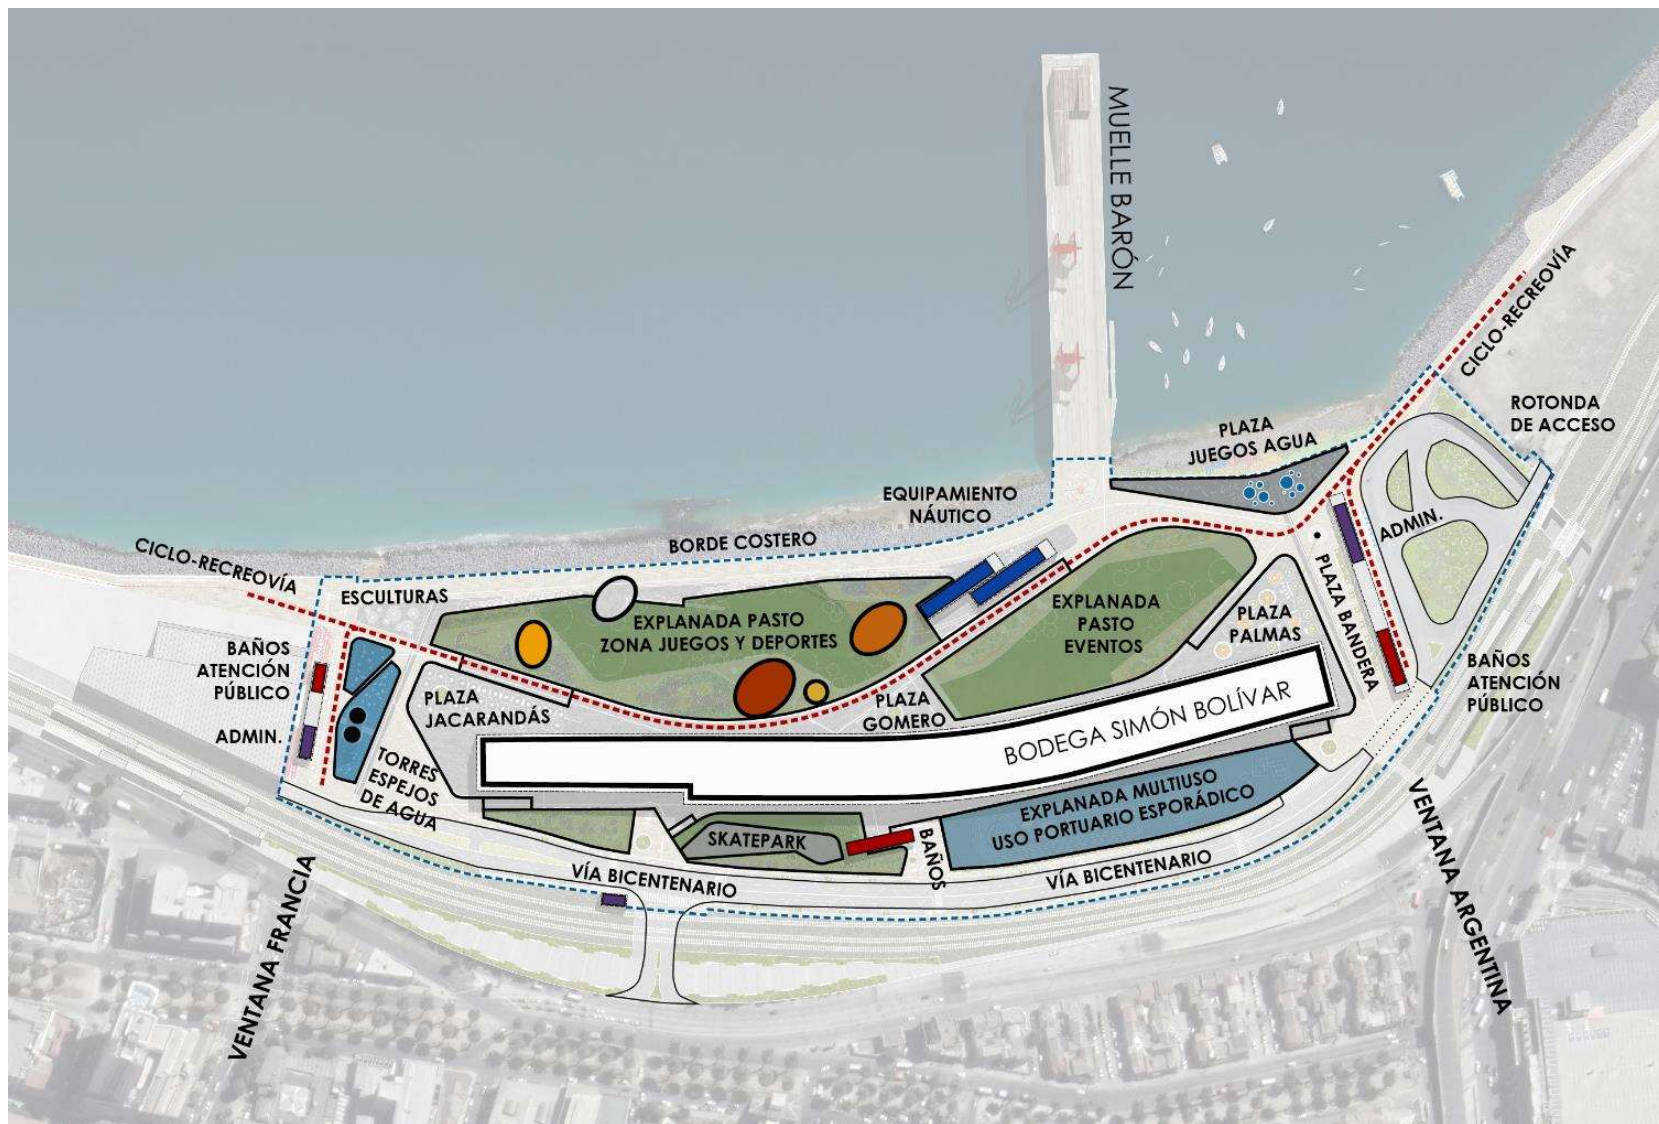 MUELLE BARÓN
CICLO-RECREOVÍA
ROTONDA
DE ACCESO
PLAZA
JUEGOS AGUA
EQUIPAMIENTO
NÁUTICO
ADMIN.
BORDE COSTERO
CICLO-RECREOVÍA
ESCULTURAS
EXPLANADA PASTO
ZONA JUEGOS Y DEPORTES
EXPLANADA
PASTO
EVENTOS
PLAZA
PALMAS
PLAZA BANDERA
BAÑOS
ATENCIÓN
PÚBLICO
BAÑOS
ATENCIÓN
PÚBLICO
PLAZA
JACARANDÁS
PLAZA
GOMERO
ADMIN.
BODEGA SIMÓN BOLÍVAR
TORRES
ESPEJOS
DE AGUA
EXPLANADA MULTIUSO
USO PORTUARIO ESPORÁDICO
SKATEPARK
BAÑOS
VÍA BICENTENARIO
VÍA BICENTENARIO
VENTANA FRANCIA
VENTANA ARGENTINA